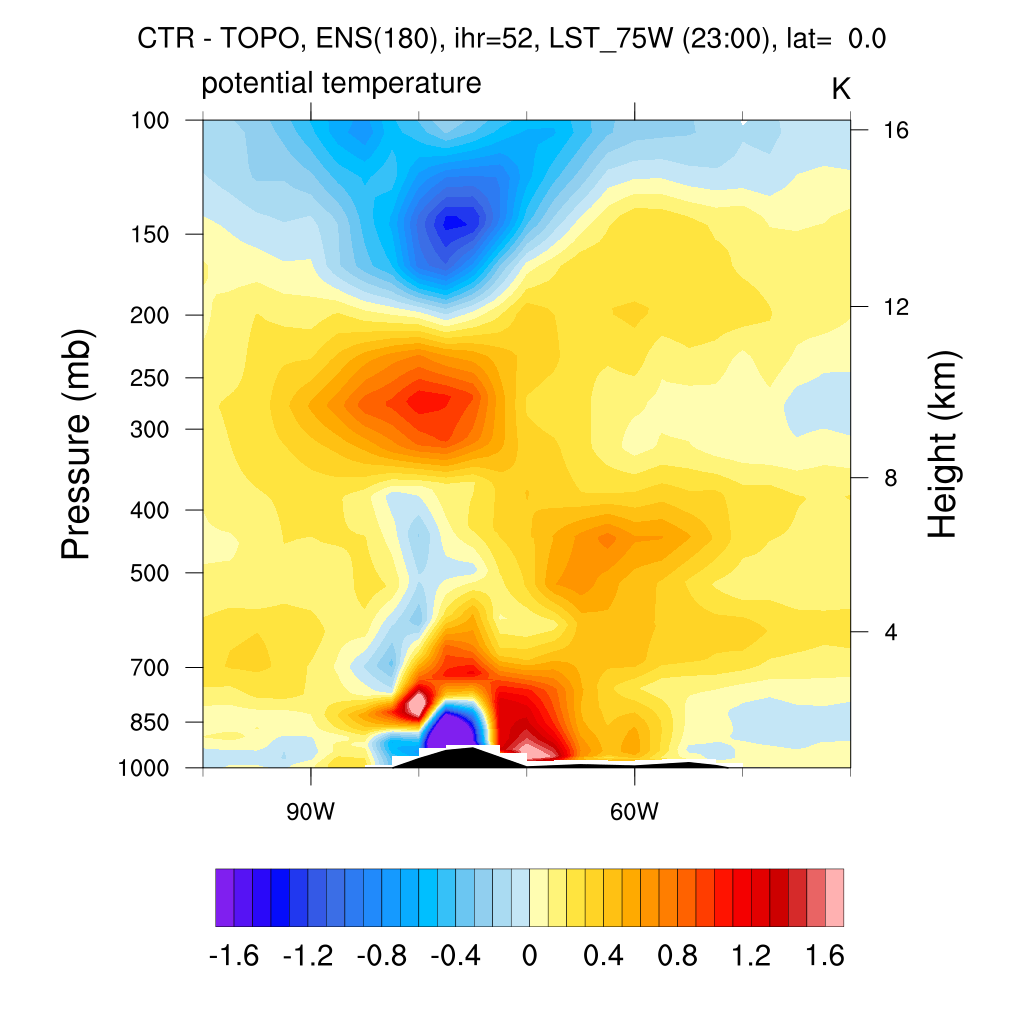 CTR - TOPO, ENS(180), ihr=52, LST_75W (23:00), lat=  0.0
potential temperature K
100 16
150
200 12
250
300
400 8
500
700 4
850
1000
Pressure (mb)
Height (km)
90W 60W
-1.6 -1.2 -0.8 -0.4 0 0.4 0.8 1.2 1.6